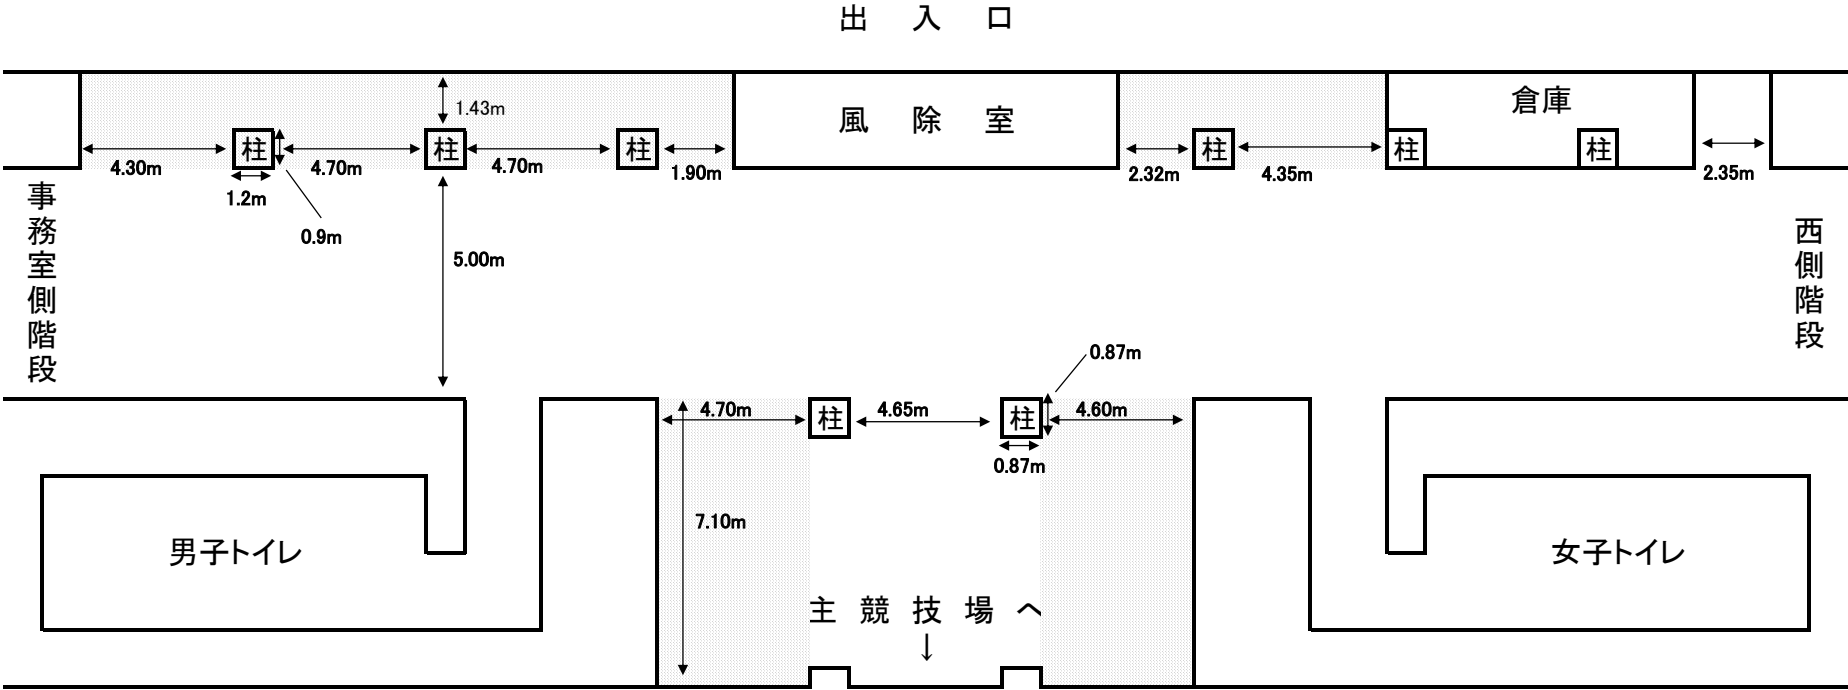 出 入 口
1.43m
風 除 室
倉庫
柱
柱
柱
柱
柱
柱
4.30m
4.70m
4.70m
1.90m
2.32m
4.35m
2.35m
1.2m
0.9m
事務室側階段
西側階段
5.00m
0.87m
4.70m
柱
4.65m
柱
4.60m
0.87m
7.10m
男子トイレ
女子トイレ
主 競 技 場 へ
↓